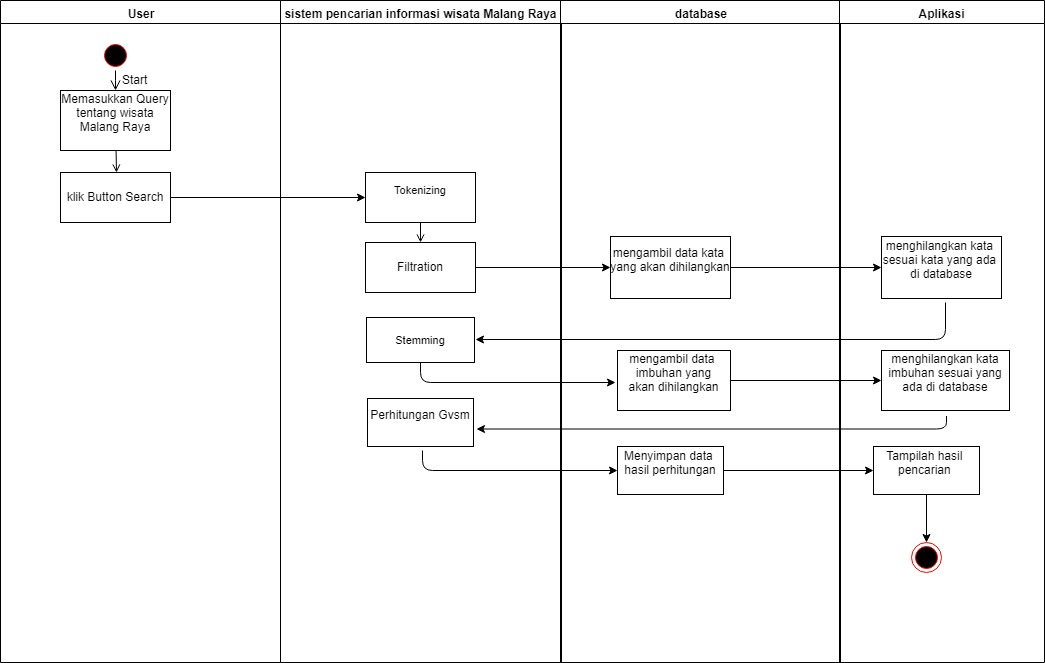 User
sistem pencarian informasi wisata Malang Raya
database
Aplikasi
Start
Memasukkan Query
tentang wisata
Malang Raya
klik Button Search
Tokenizing
Filtration
mengambil data kata
yang akan dihilangkan
menghilangkan kata
sesuai kata yang ada
di database
Stemming
mengambil data
imbuhan yang
akan dihilangkan
menghilangkan kata
imbuhan sesuai yang
ada di database
Perhitungan Gvsm
Menyimpan data
hasil perhitungan
Tampilah hasil
pencarian